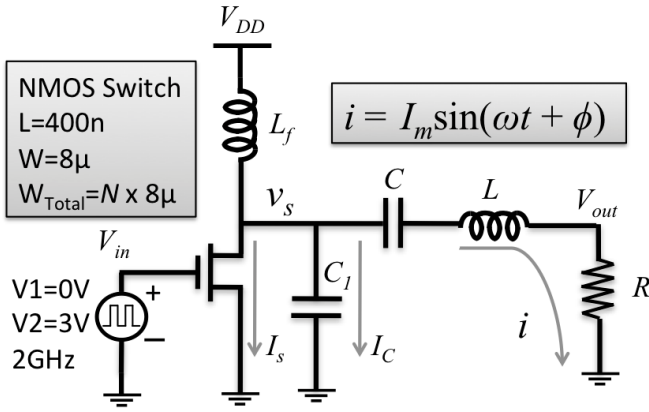 V_DD
NMOS Switch
L=400n
W=8μ
W_Total=N x 8μ
L_f
i = I_m sin(ωt + ϕ)
v_s
C
L
V_out
V_in
V1=0V
V2=3V
2GHz
+
−
I_s
C_1
I_C
i
R